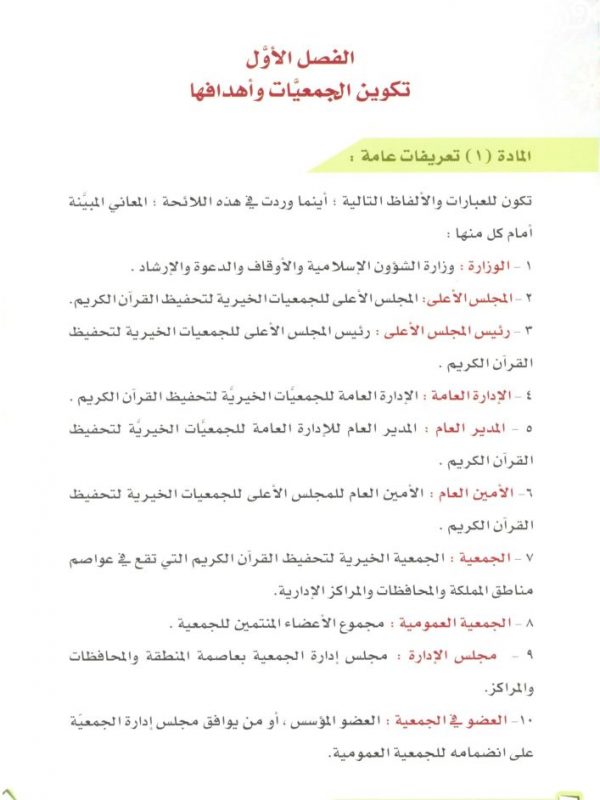 الفصل الأوَّل
تكوين الجمعيَّات وأهدافها
المادة (١) تعريفات عامة :
تكون للعبارات والألفاظ التالية ؛ أينما وردت في هذه اللائحة ؛ المعاني المبيَّنة
أمام كل منها :
١ - الوزارة : وزارة الشؤون الإسلامية والأوقاف والدعوة والإرشاد .
٢ - المجلس الأعلى: المجلس الأعلى للجمعيات الخيرية لتحفيظ القرآن الكريم.
٣ - رئيس المجلس الأعلى : رئيس المجلس الأعلى للجمعيات الخيرية لتحفيظ
القرآن الكريم .
٤ - الإدارة العامة : الإدارة العامة للجمعيَّات الخيريَّة لتحفيظ القرآن الكريم .
٥ - المدير العام : المدير العام للإدارة العامة للجمعيَّات الخيريَّة لتحفيظ
القرآن الكريم .
٦- الأمين العام : الأمين العام للمجلس الأعلى للجمعيات الخيرية لتحفيظ
القرآن الكريم .
٧ - الجمعية : الجمعية الخيرية لتحفيظ القرآن الكريم التي تقع في عواصم
مناطق المملكة والمحافظات والمراكز الإدارية.
٨ - الجمعية العمومية : مجموع الأعضاء المنتمين للجمعية .
٩ - مجلس الإدارة : مجلس إدارة الجمعية بعاصمة المنطقة والمحافظات
والمراكز.
١٠- العضو في الجمعية : العضو المؤسس ، أو من يوافق مجلس إدارة الجمعيَّة
على انضمامه للجمعية العمومية.